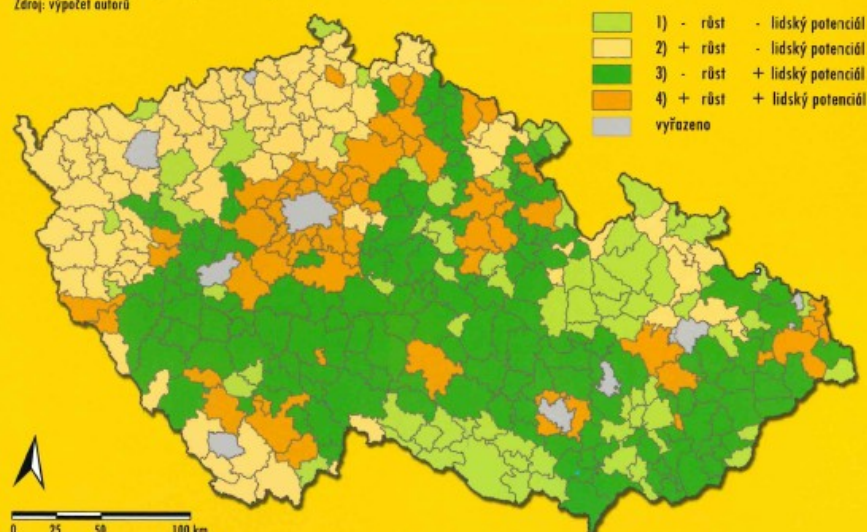 Zdroj: výpočet autorů
1) - růst - lidský potenciál
2) + růst - lidský potenciál
3) - růst + lidský potenciál
4) + růst + lidský potenciál
vyřazeno
0 25 50 100 km